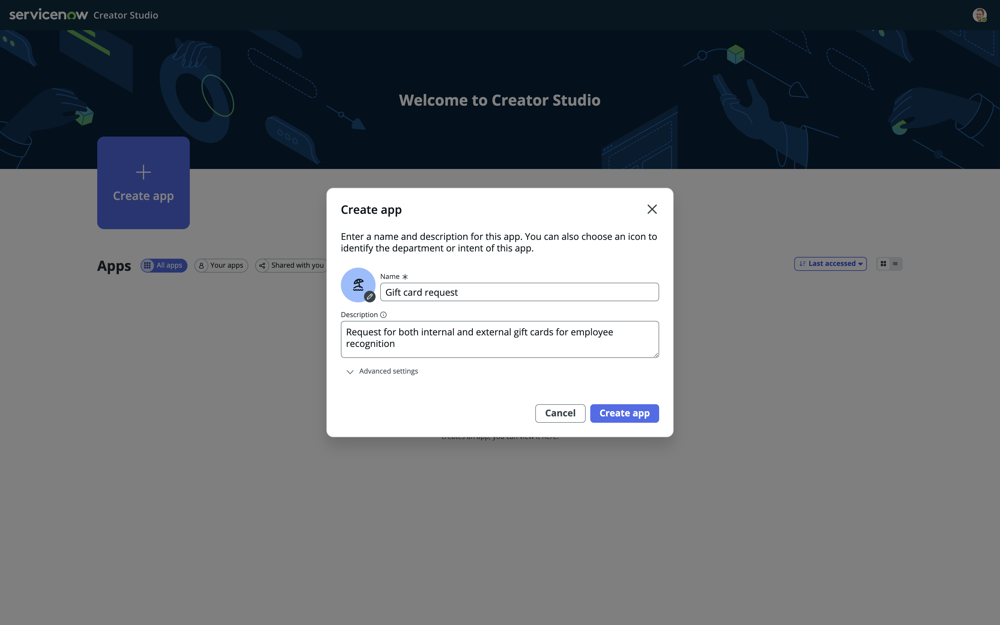 servicenow Creator Studio
Welcome to Creator Studio
Create app
Apps
All apps
Your apps
Shared with you
Last accessed
Create app
Enter a name and description for this app. You can also choose an icon to
identify the department or intent of this app.
Name
Gift card request
Description
Request for both internal and external gift cards for employee
recognition
Advanced settings
Cancel
Create app
creates an app, you can view it here.